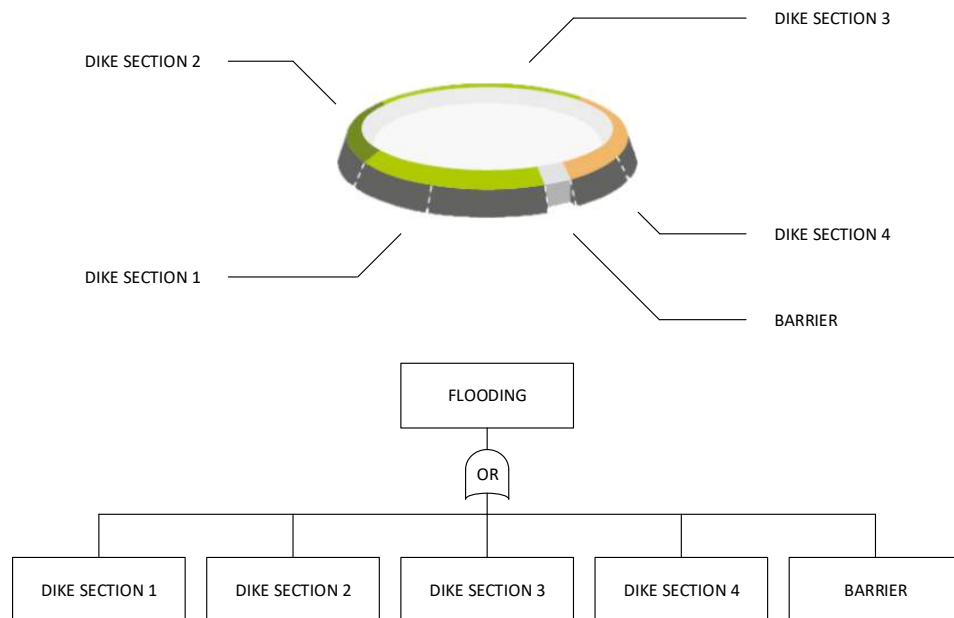 DIKE SECTION 3
DIKE SECTION 2
DIKE SECTION 4
DIKE SECTION 1
BARRIER
FLOODING
OR
DIKE SECTION 1
DIKE SECTION 2
DIKE SECTION 3
DIKE SECTION 4
BARRIER